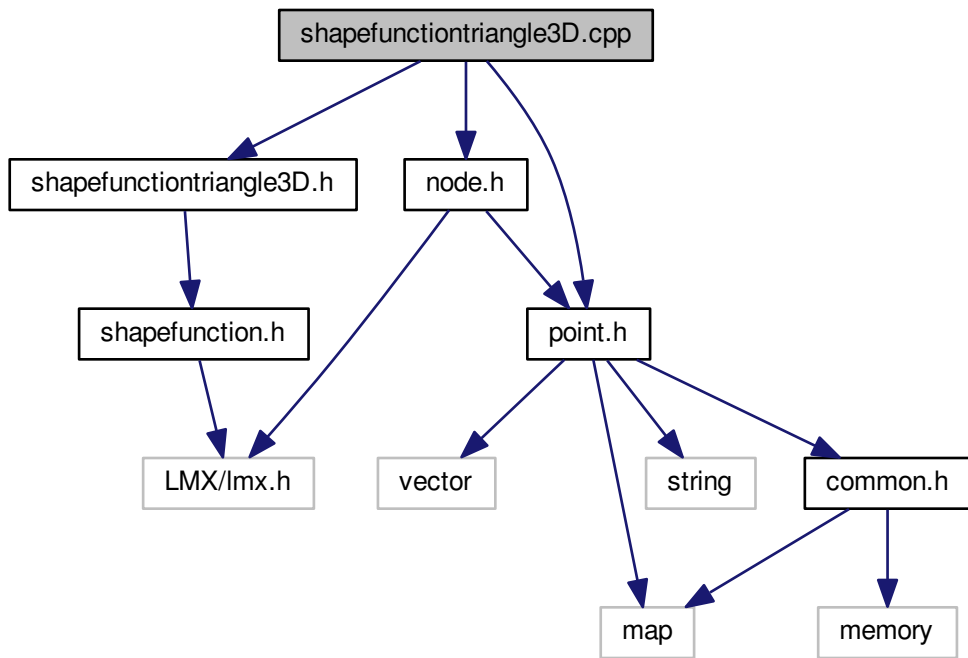 shapefunctiontriangle3D.cpp
shapefunctiontriangle3D.h
node.h
shapefunction.h
point.h
LMX/lmx.h
vector
string
common.h
map
memory